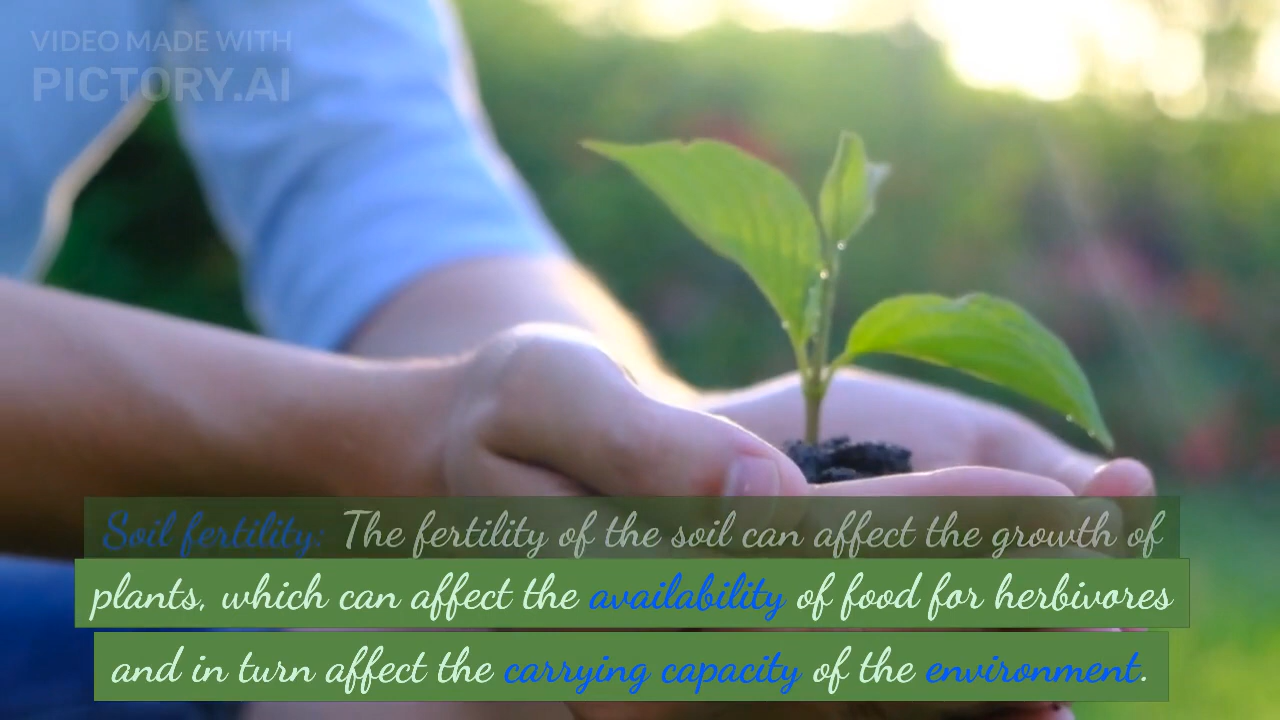 VIDEO MADE WITH
PICTORY.AI
Soil fertility: The fertility of the soil can affect the growth of
plants, which can affect the availability of food for herbivores
and in turn affect the carrying capacity of the environment.